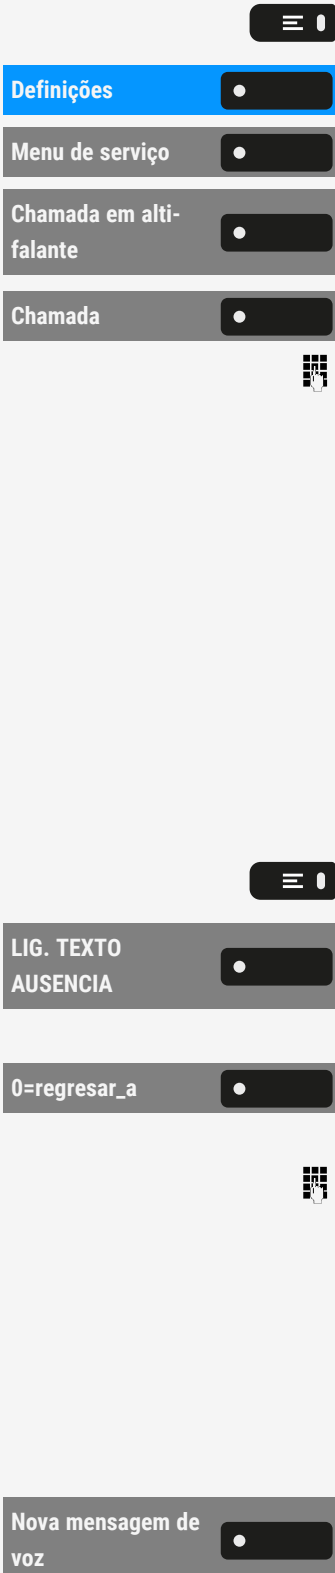 Definições
Menu de serviço
Chamada em alti-
falante
Chamada
LIG. TEXTO
AUSENCIA
0=regresar_a
Nova mensagem de
voz